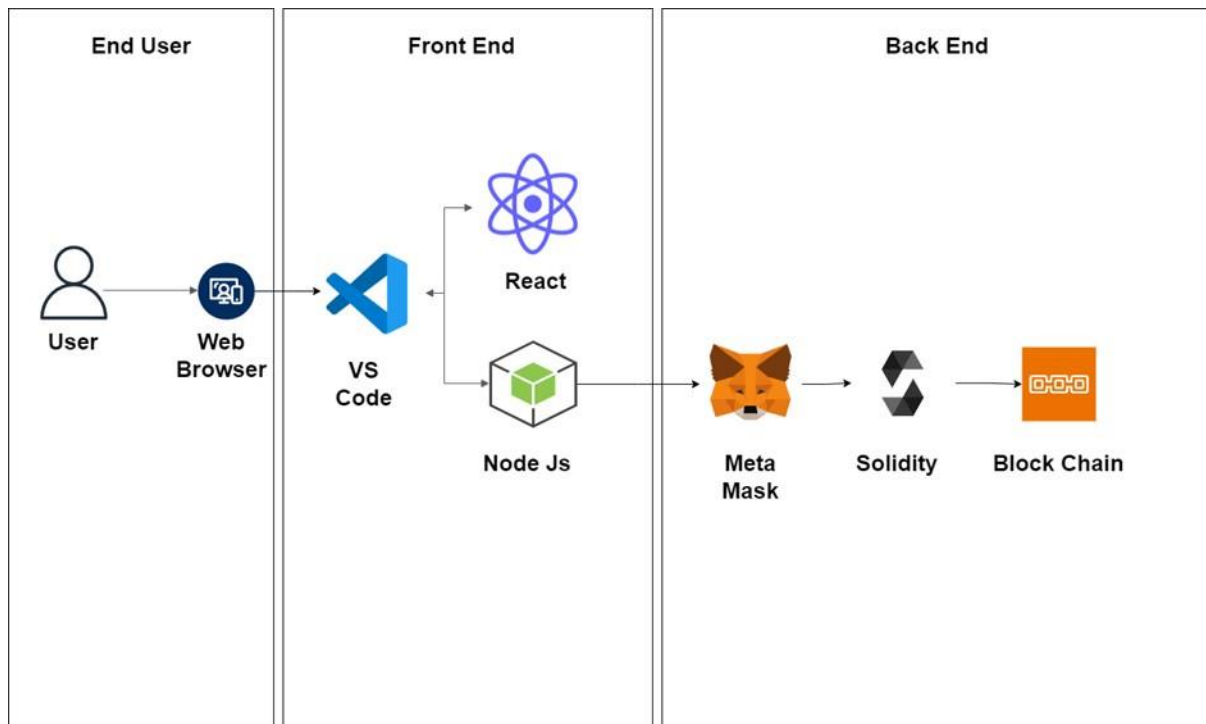 End User
Front End
Back End
User
Web
Browser
VS
Code
React
Node Js
Meta
Mask
Solidity
Block Chain